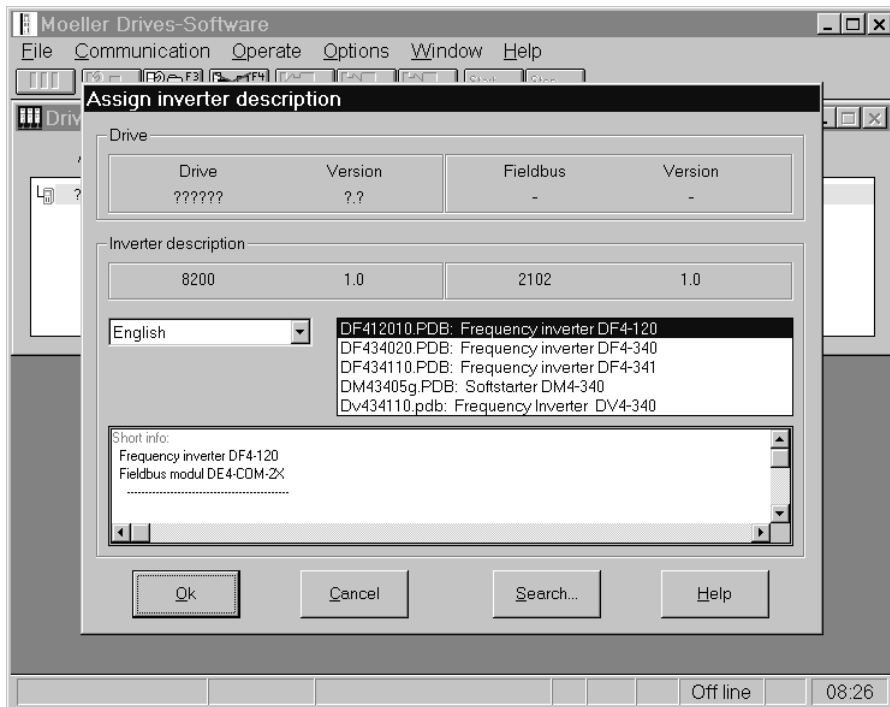 Moeller Drives-Software
File Communication Operate Options Window Help
F3 F4
Assign inverter description
Driv
Drive
Drive Version Fieldbus Version
?????? ?.? - -
?
Inverter description
8200 1.0 2102 1.0
English
DF412010.PDB: Frequency inverter DF4-120
DF434020.PDB: Frequency inverter DF4-340
DF434110.PDB: Frequency inverter DF4-341
DM43405g.PDB: Softstarter DM4-340
Dv434110.pdb: Frequency Inverter DV4-340
Short info:
Frequency inverter DF4-120
Fieldbus modul DE4-COM-2X
---------------------------------------------
Ok Cancel Search... Help
Off line 08:26